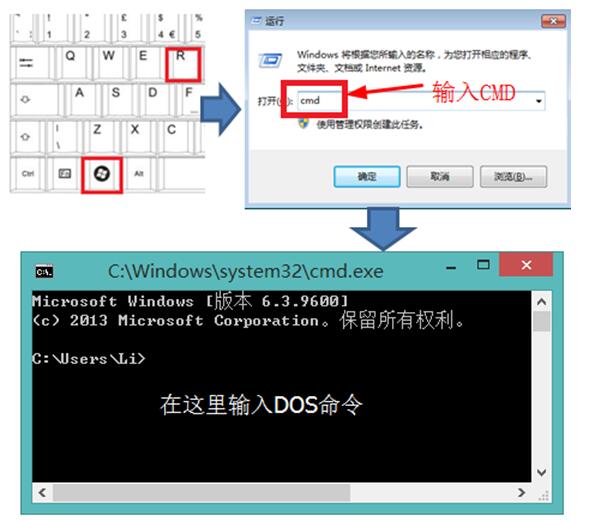 ! 1
" 2
£ 3
$ 4 €
% 5
Q W E R
A S D F
| \ Z X C
Ctrl Fn Alt
运行
Windows 将根据您所输入的名称，为您打开相应的程序、
文件夹、文档或 Internet 资源。
打开(O): cmd
输入CMD
使用管理权限创建此任务。
确定 取消 浏览(B)...
C:\Windows\system32\cmd.exe
C:\.
Microsoft Windows [版本 6.3.9600]
(c) 2013 Microsoft Corporation。保留所有权利。
C:\Users\Li>
在这里输入DOS命令